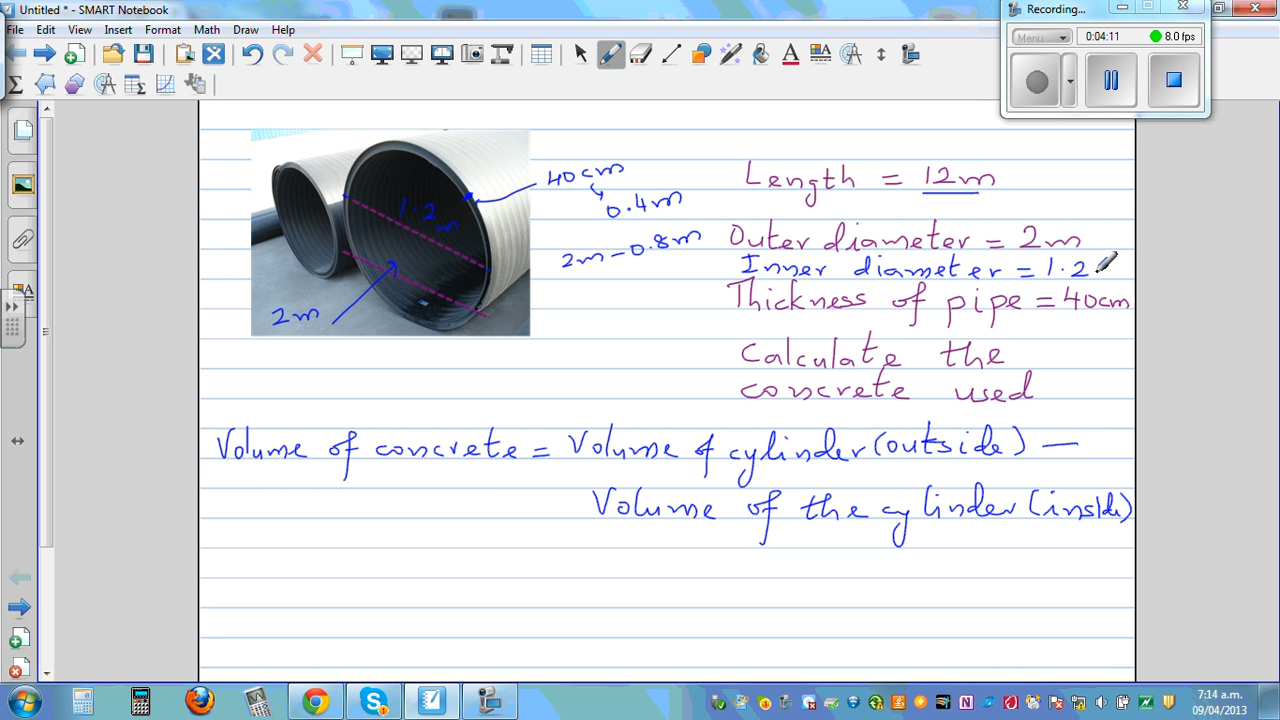 Untitled * - SMART Notebook
Recording...
File Edit View Insert Format Math Draw Help
Menu
0:04:11
8.0 fps
40cm
0.4m
2m - 0.8m
1.2
m
2m
Length = 12m
Outer diameter = 2m
Inner diameter = 1.2
Thickness of pipe = 40cm
Calculate the
concrete used
Volume of concrete = Volume of cylinder (outside) -
Volume of the cylinder (inside)
7:14 a.m.
09/04/2013